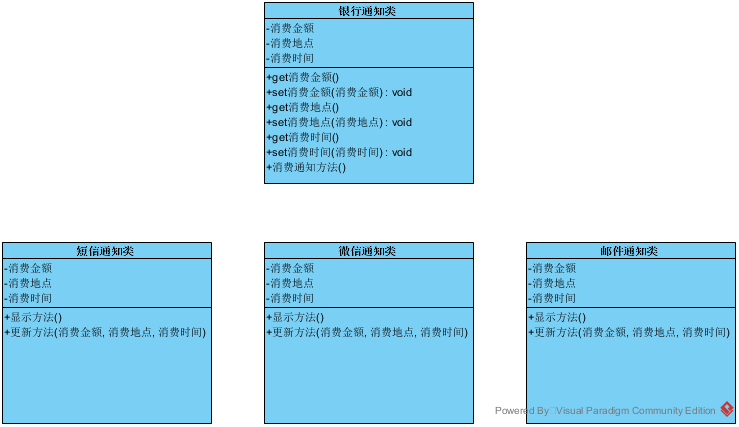 银行通知类
-消费金额
-消费地点
-消费时间
+get消费金额()
+set消费金额(消费金额) : void
+get消费地点()
+set消费地点(消费地点) : void
+get消费时间()
+set消费时间(消费时间) : void
+消费通知方法()
短信通知类
-消费金额
-消费地点
-消费时间
+显示方法()
+更新方法(消费金额, 消费地点, 消费时间)
微信通知类
-消费金额
-消费地点
-消费时间
+显示方法()
+更新方法(消费金额, 消费地点, 消费时间)
邮件通知类
-消费金额
-消费地点
-消费时间
+显示方法()
+更新方法(消费金额, 消费地点, 消费时间)
Powered By Visual Paradigm Community Edition